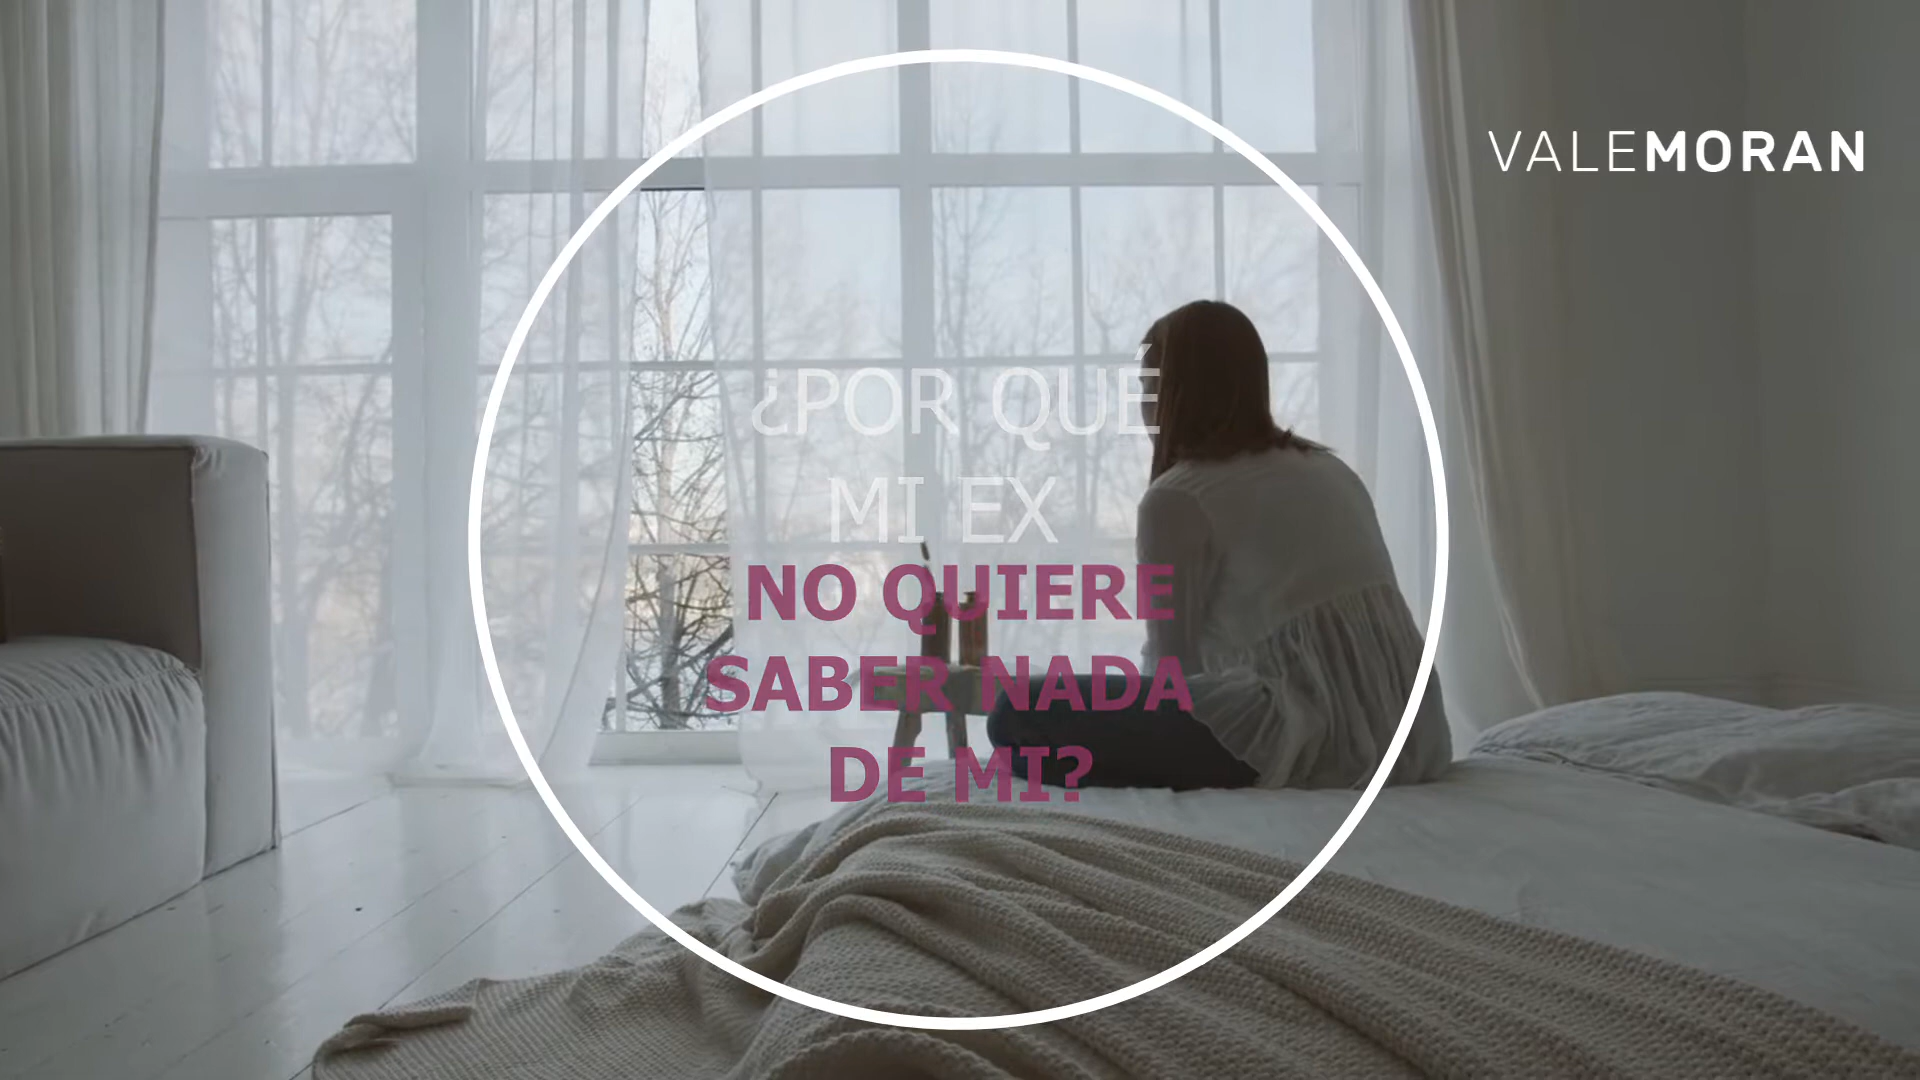 VALEMORAN
¿POR QUÉ
MI EX
NO QUIERE
SABER NADA
DE MI?